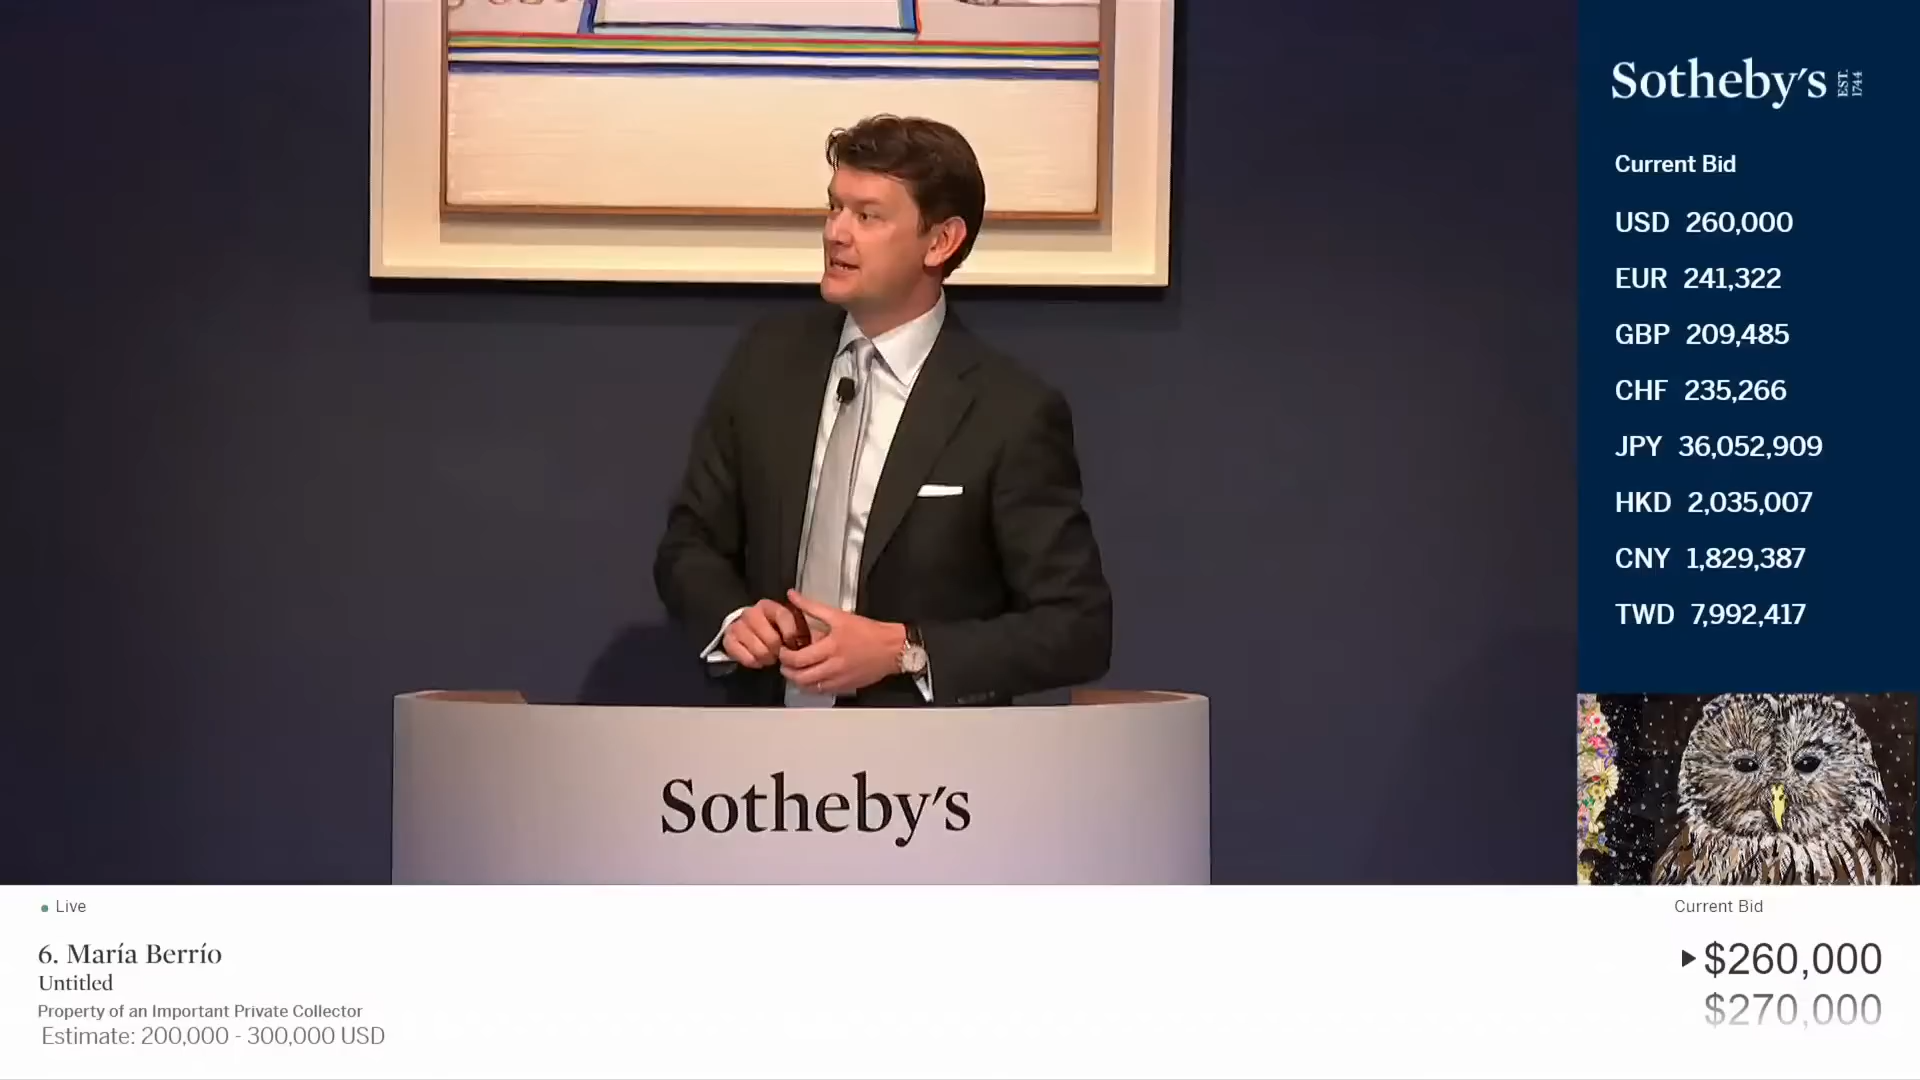 Sotheby's EST. 1744
Current Bid
USD 260,000
EUR 241,322
GBP 209,485
CHF 235,266
JPY 36,052,909
HKD 2,035,007
CNY 1,829,387
TWD 7,992,417
Sotheby's
Live
6. María Berrío
Untitled
Property of an Important Private Collector
Estimate: 200,000 - 300,000 USD
Current Bid
$260,000
$270,000